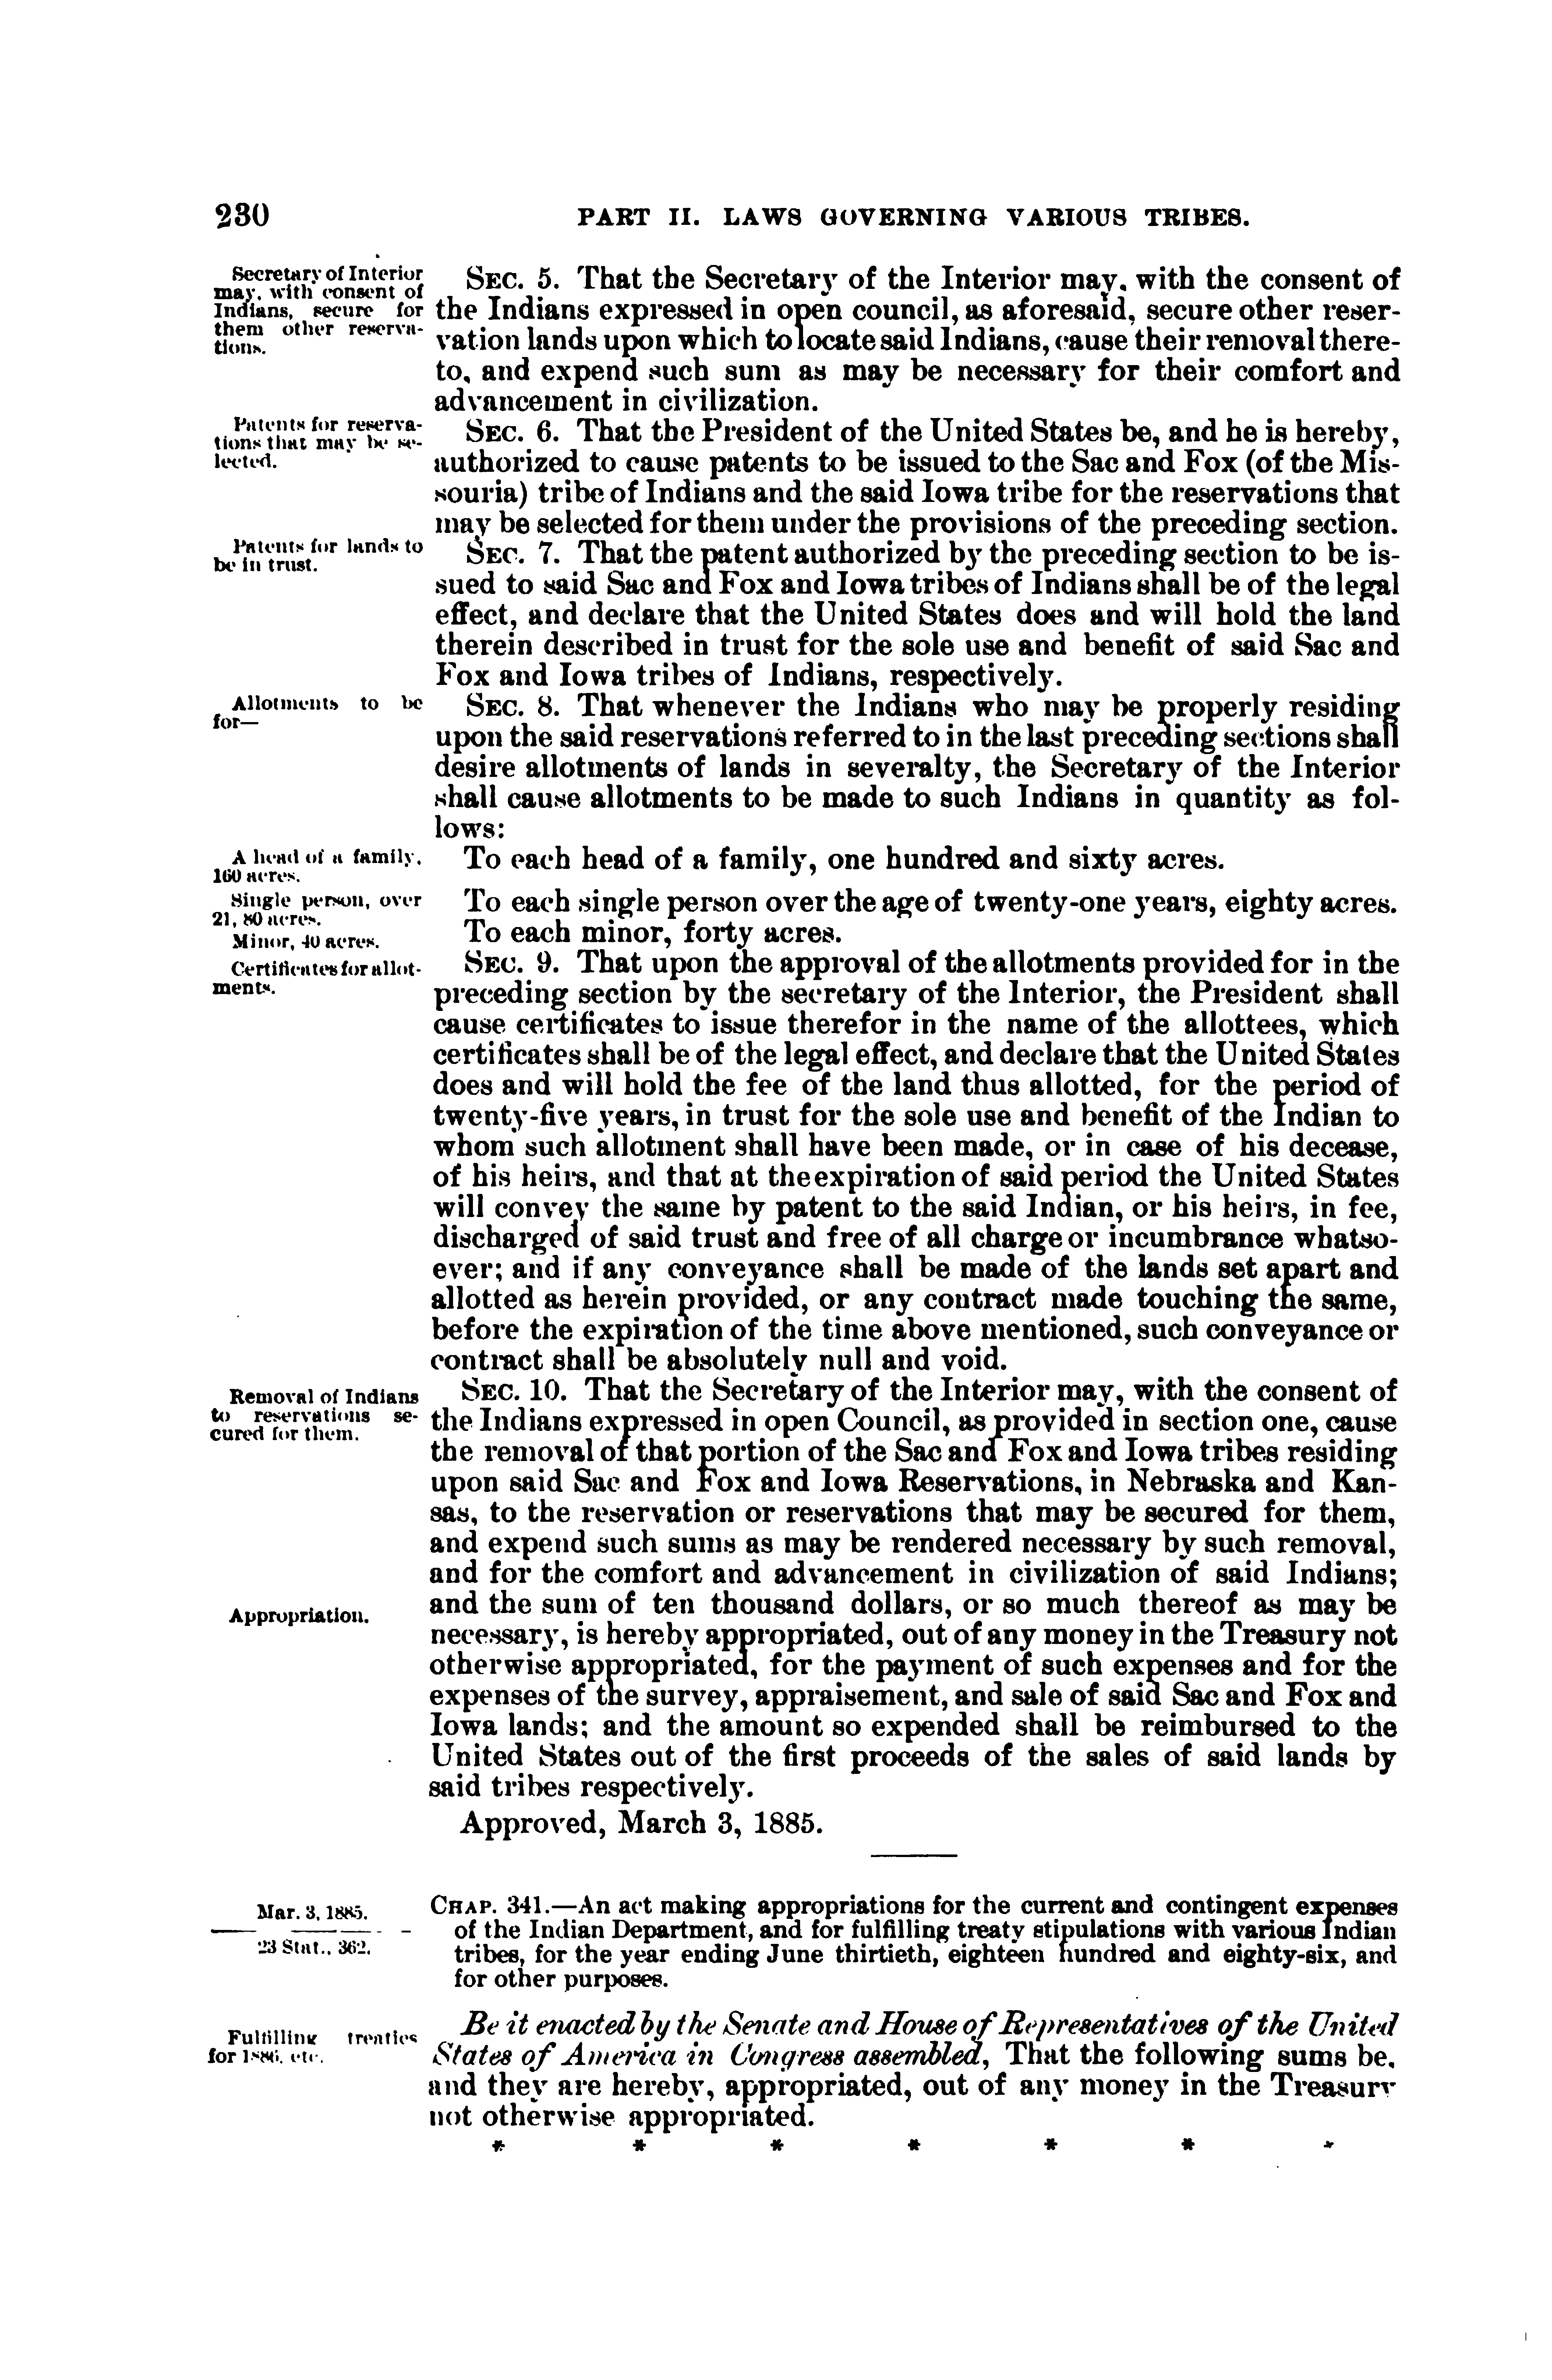 230
PART II. LAWS GOVERNING VARIOUS TRIBES.
Secretary of Interior
may, with consent of
Indians, secure for
them other reserva-
tions.
SEC. 5. That the Secretary of the Interior may, with the consent of
the Indians expressed in open council, as aforesaid, secure other reser-
vation lands upon which to locate said Indians, cause their removal there-
to, and expend such sum as may be necessary for their comfort and
advancement in civilization.
Patents for reserva-
tions that may be se-
lected.
SEC. 6. That the President of the United States be, and he is hereby,
authorized to cause patents to be issued to the Sac and Fox (of the Mis-
souria) tribe of Indians and the said Iowa tribe for the reservations that
may be selected for them under the provisions of the preceding section.
Patents for lands to
be in trust.
SEC. 7. That the patent authorized by the preceding section to be is-
sued to said Sac and Fox and Iowa tribes of Indians shall be of the legal
effect, and declare that the United States does and will hold the land
therein described in trust for the sole use and benefit of said Sac and
Fox and Iowa tribes of Indians, respectively.
Allotments to be
for—
SEC. 8. That whenever the Indians who may be properly residing
upon the said reservations referred to in the last preceding sections shall
desire allotments of lands in severalty, the Secretary of the Interior
shall cause allotments to be made to such Indians in quantity as fol-
lows:
A head of a family,
160 acres.
To each head of a family, one hundred and sixty acres.
Single person, over
21, 80 acres.
To each single person over the age of twenty-one years, eighty acres.
Minor, 40 acres.
To each minor, forty acres.
Certificates for allot-
ments.
SEC. 9. That upon the approval of the allotments provided for in the
preceding section by the secretary of the Interior, the President shall
cause certificates to issue therefor in the name of the allottees, which
certificates shall be of the legal effect, and declare that the United States
does and will hold the fee of the land thus allotted, for the period of
twenty-five years, in trust for the sole use and benefit of the Indian to
whom such allotment shall have been made, or in case of his decease,
of his heirs, and that at the expiration of said period the United States
will convey the same by patent to the said Indian, or his heirs, in fee,
discharged of said trust and free of all charge or incumbrance whatso-
ever; and if any conveyance shall be made of the lands set apart and
allotted as herein provided, or any contract made touching the same,
before the expiration of the time above mentioned, such conveyance or
contract shall be absolutely null and void.
Removal of Indians
to reservations se-
cured for them.
SEC. 10. That the Secretary of the Interior may, with the consent of
the Indians expressed in open Council, as provided in section one, cause
the removal of that portion of the Sac and Fox and Iowa tribes residing
upon said Sac and Fox and Iowa Reservations, in Nebraska and Kan-
sas, to the reservation or reservations that may be secured for them,
and expend such sums as may be rendered necessary by such removal,
and for the comfort and advancement in civilization of said Indians;
Appropriation.
and the sum of ten thousand dollars, or so much thereof as may be
necessary, is hereby appropriated, out of any money in the Treasury not
otherwise appropriated, for the payment of such expenses and for the
expenses of the survey, appraisement, and sale of said Sac and Fox and
Iowa lands; and the amount so expended shall be reimbursed to the
United States out of the first proceeds of the sales of said lands by
said tribes respectively.
Approved, March 3, 1885.
Mar. 3, 1885.
23 Stat., 362.
CHAP. 341.—An act making appropriations for the current and contingent expenses
of the Indian Department, and for fulfilling treaty stipulations with various Indian
tribes, for the year ending June thirtieth, eighteen hundred and eighty-six, and
for other purposes.
Fulfilling treaties
for 1886, etc.
Be it enacted by the Senate and House of Representatives of the United
States of America in Congress assembled, That the following sums be,
and they are hereby, appropriated, out of any money in the Treasury
not otherwise appropriated.
* * * * * * *